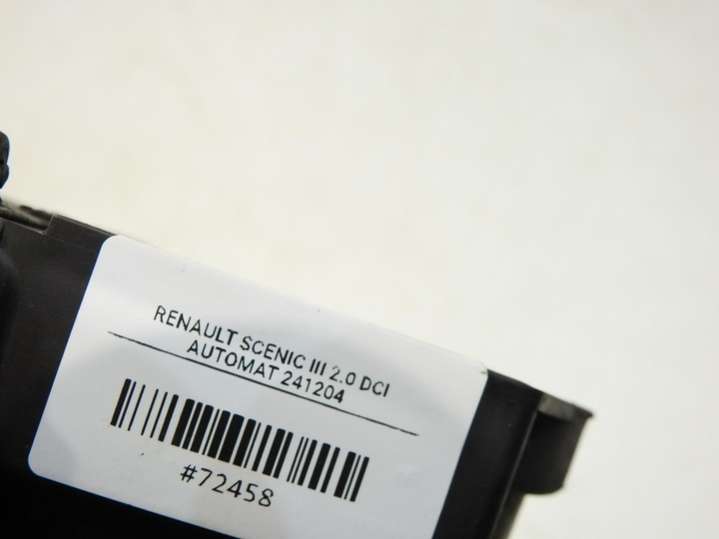 RENAULT SCENIC III 2.0 DCI
AUTOMAT 241204
#72458